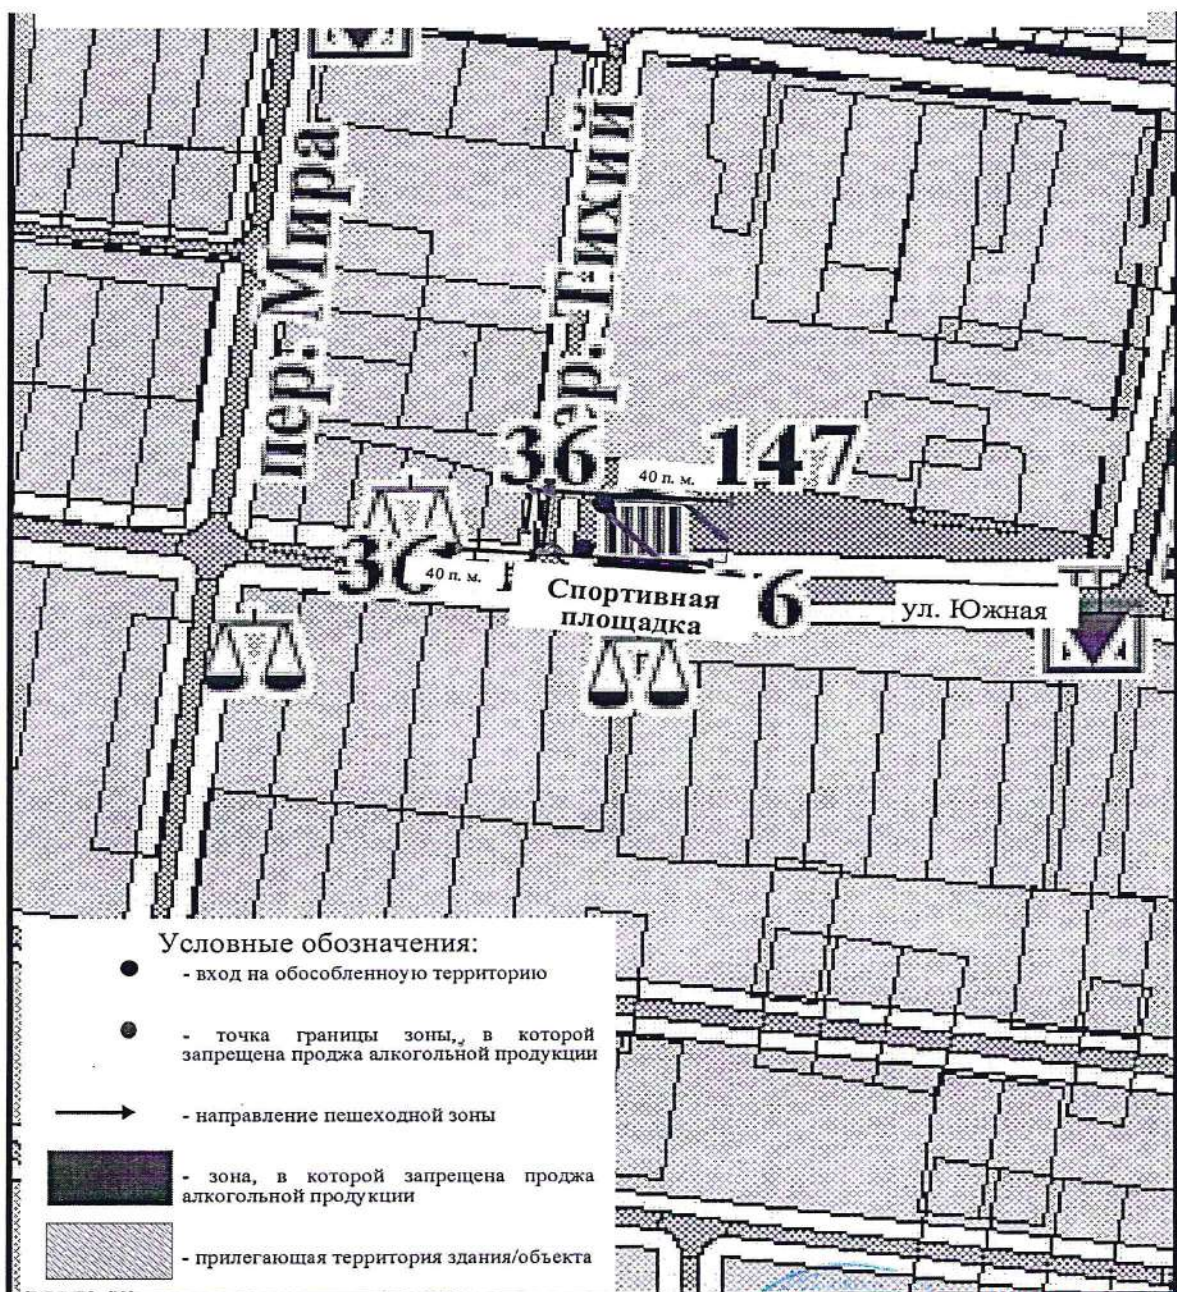 пер. Мира
ер. Тихий
36
147
40 п. м.
36
40 п. м.
Спортивная
площадка
6
ул. Южная
Условные обозначения:
- вход на обособленноую территорию
- точка границы зоны, в которой
запрещена проджа алкогольной продукции
- направление пешеходной зоны
- зона, в которой запрещена проджа
алкогольной продукции
- прилегающая территория здания/объекта